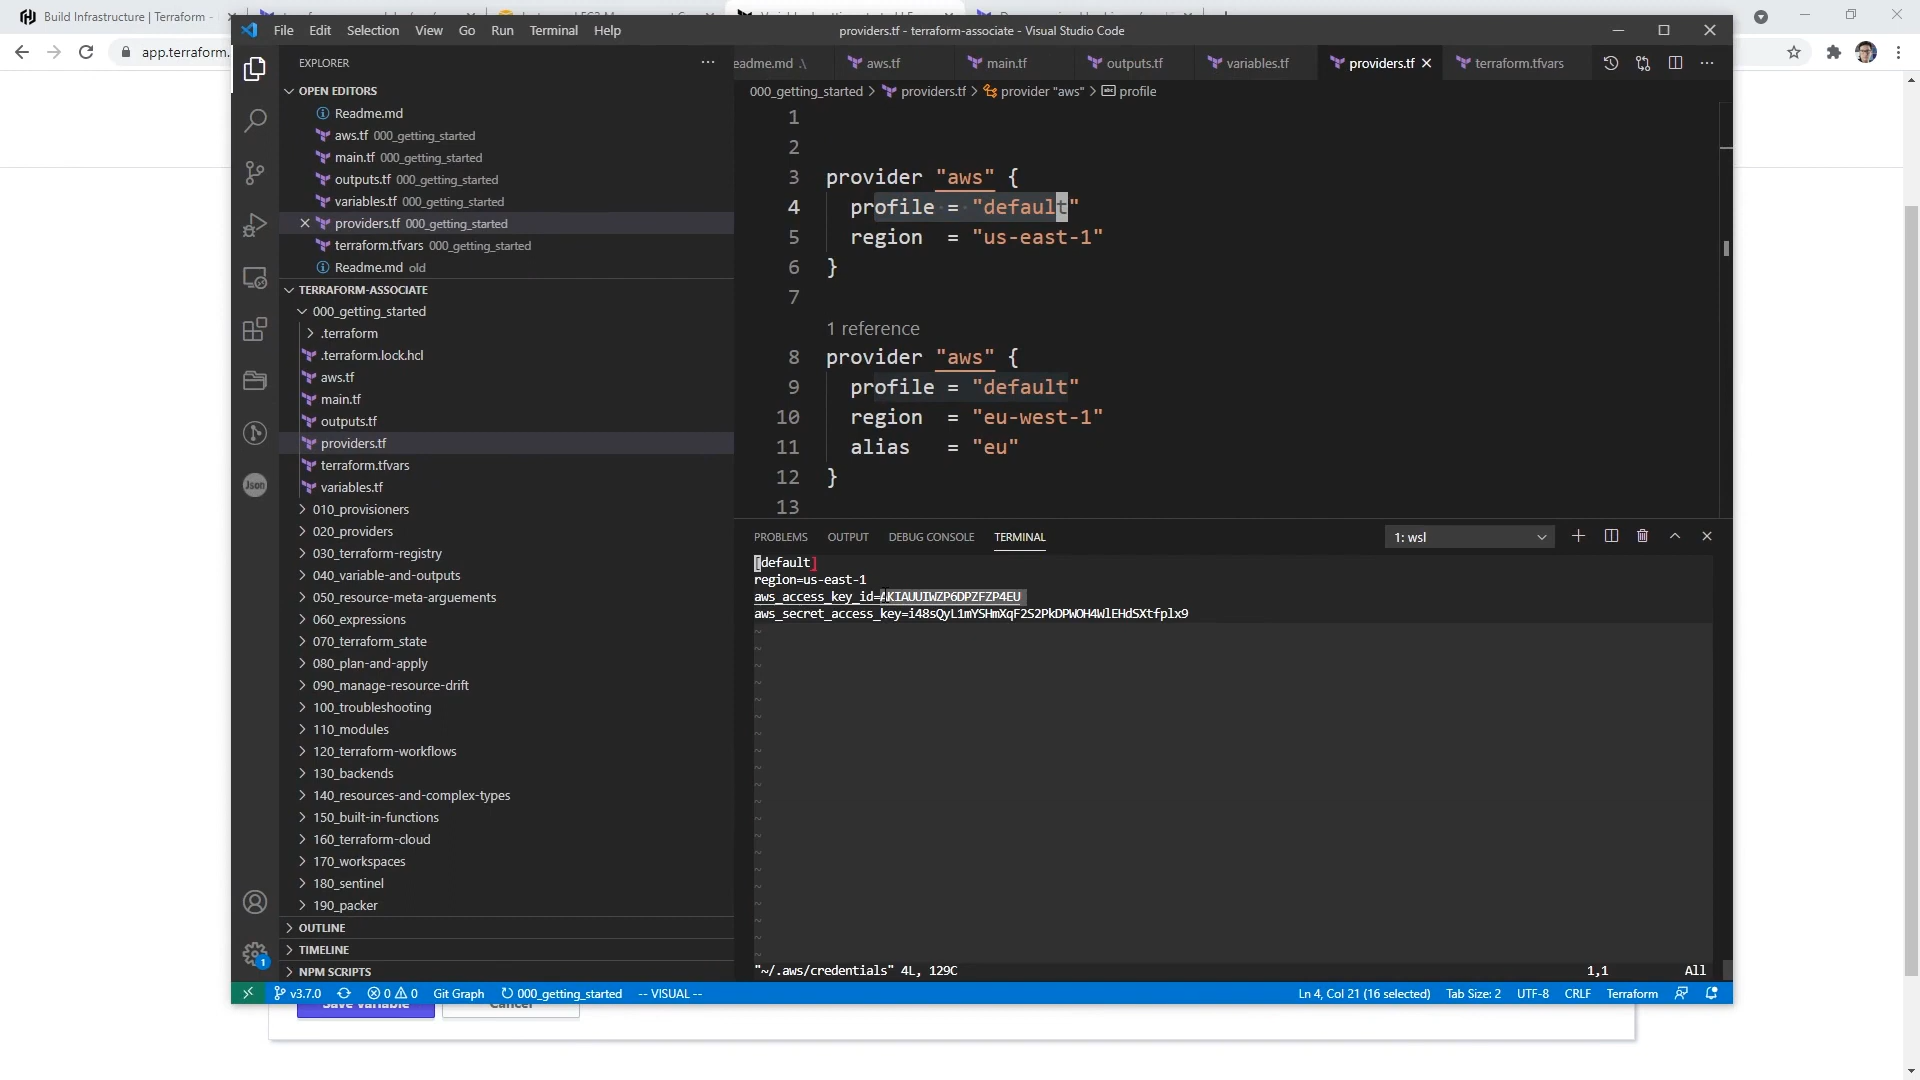 Build Infrastructure | Terraform -
app.terraform.
File Edit Selection View Go Run Terminal Help
providers.tf - terraform-associate - Visual Studio Code
EXPLORER
eadme.md .\ aws.tf main.tf outputs.tf variables.tf providers.tf terraform.tfvars
OPEN EDITORS
Readme.md
aws.tf 000_getting_started
main.tf 000_getting_started
outputs.tf 000_getting_started
variables.tf 000_getting_started
providers.tf 000_getting_started
terraform.tfvars 000_getting_started
Readme.md old
TERRAFORM-ASSOCIATE
000_getting_started
.terraform
.terraform.lock.hcl
aws.tf
main.tf
outputs.tf
providers.tf
terraform.tfvars
variables.tf
010_provisioners
020_providers
030_terraform-registry
040_variable-and-outputs
050_resource-meta-arguements
060_expressions
070_terraform_state
080_plan-and-apply
090_manage-resource-drift
100_troubleshooting
110_modules
120_terraform-workflows
130_backends
140_resources-and-complex-types
150_built-in-functions
160_terraform-cloud
170_workspaces
180_sentinel
190_packer
OUTLINE
TIMELINE
NPM SCRIPTS
Json
1
000_getting_started > providers.tf > provider "aws" > profile
1
2
3 provider "aws" {
4 profile = "default"
5 region = "us-east-1"
6 }
7
1 reference
8 provider "aws" {
9 profile = "default"
10 region = "eu-west-1"
11 alias = "eu"
12 }
13
PROBLEMS OUTPUT DEBUG CONSOLE TERMINAL
1: wsl
[default]
region=us-east-1
aws_access_key_id=
aws_secret_access_key=
"~/.aws/credentials" 4L, 129C
1,1 All
v3.7.0 0 0 Git Graph 000_getting_started -- VISUAL --
Ln 4, Col 21 (16 selected) Tab Size: 2 UTF-8 CRLF Terraform
Save variable Cancel